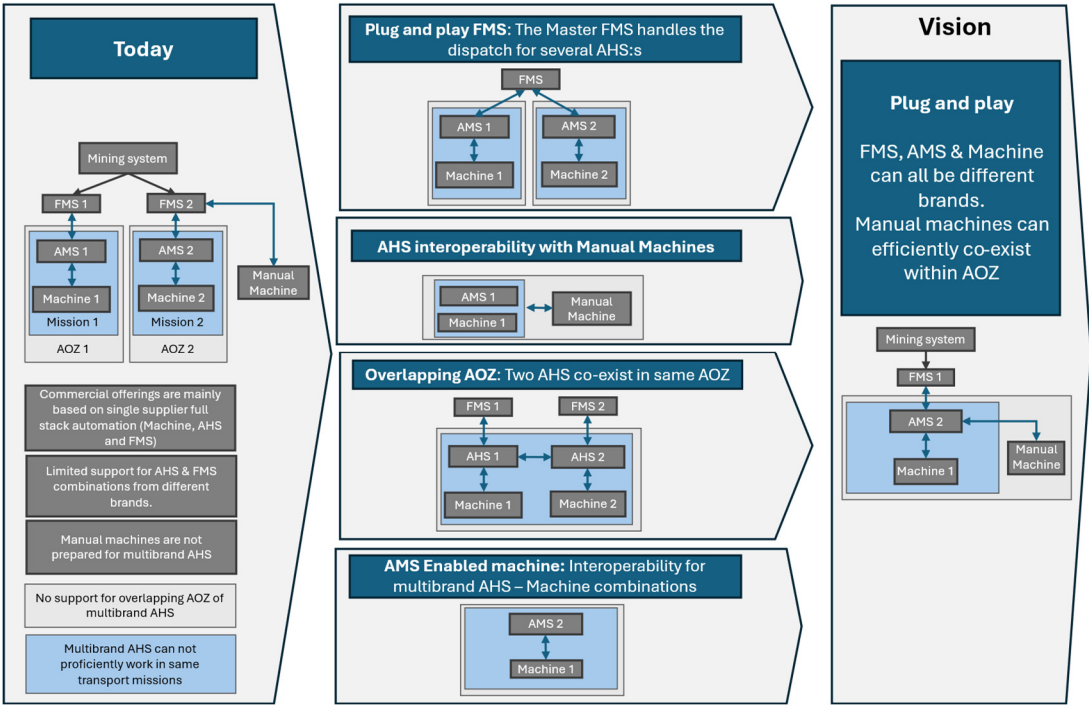 Today
Mining system
FMS 1
FMS 2
AMS 1
AMS 2
Manual
Machine
Machine 1
Machine 2
Mission 1
Mission 2
AOZ 1
AOZ 2
Commercial offerings are mainly
based on single supplier full
stack automation (Machine, AHS
and FMS)
Limited support for AHS & FMS
combinations from different
brands.
Manual machines are not
prepared for multibrand AHS
No support for overlapping AOZ of
multibrand AHS
Multibrand AHS can not
proficiently work in same
transport missions
Plug and play FMS: The Master FMS handles the
dispatch for several AHS:s
FMS
AMS 1
AMS 2
Machine 1
Machine 2
AHS interoperability with Manual Machines
AMS 1
Machine 1
Manual
Machine
Overlapping AOZ: Two AHS co-exist in same AOZ
FMS 1
FMS 2
AHS 1
AHS 2
Machine 1
Machine 2
AMS Enabled machine: Interoperability for
multibrand AHS – Machine combinations
AMS 2
Machine 1
Vision
Plug and play
FMS, AMS & Machine
can all be different
brands.
Manual machines can
efficiently co-exist
within AOZ
Mining system
FMS 1
AMS 2
Machine 1
Manual
Machine